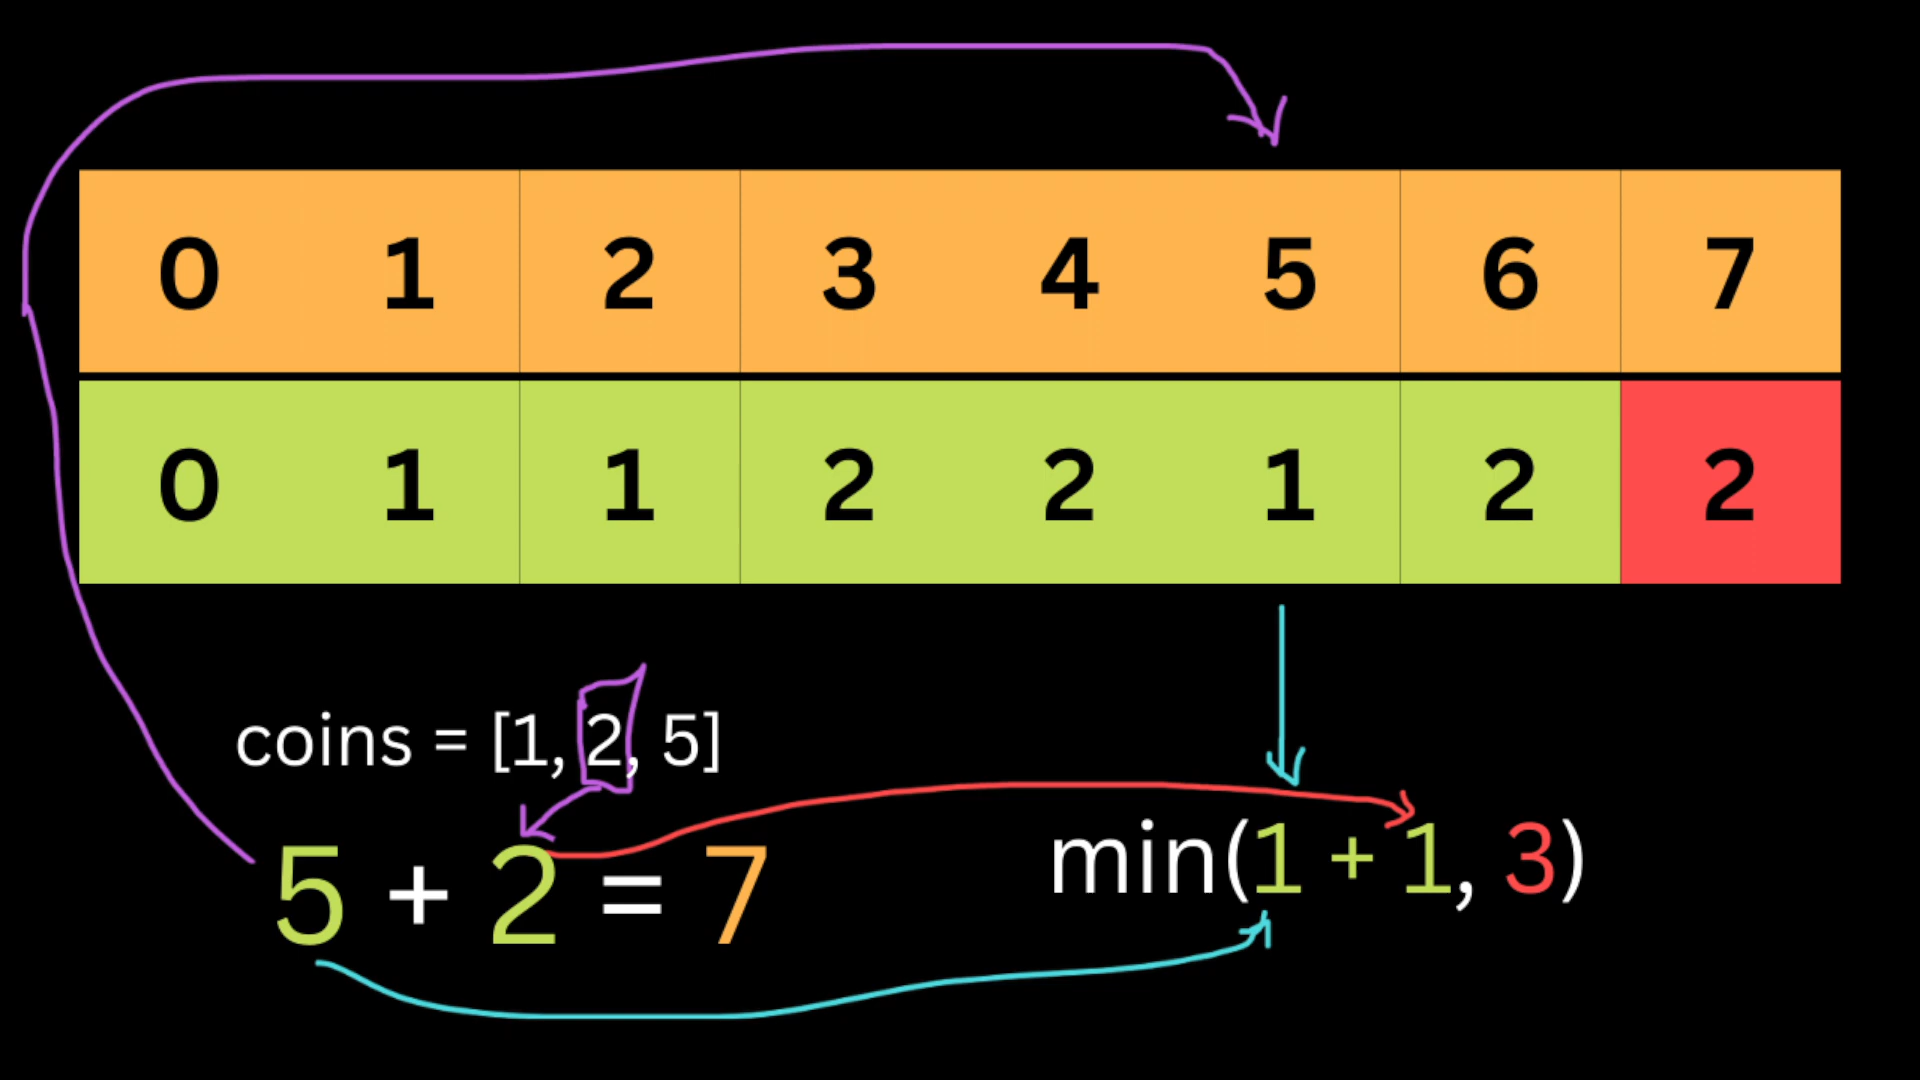 0 1 2 3 4 5 6 7
0 1 1 2 2 1 2 2
coins = [1, 2, 5]
5 + 2 = 7
min(1 + 1, 3)